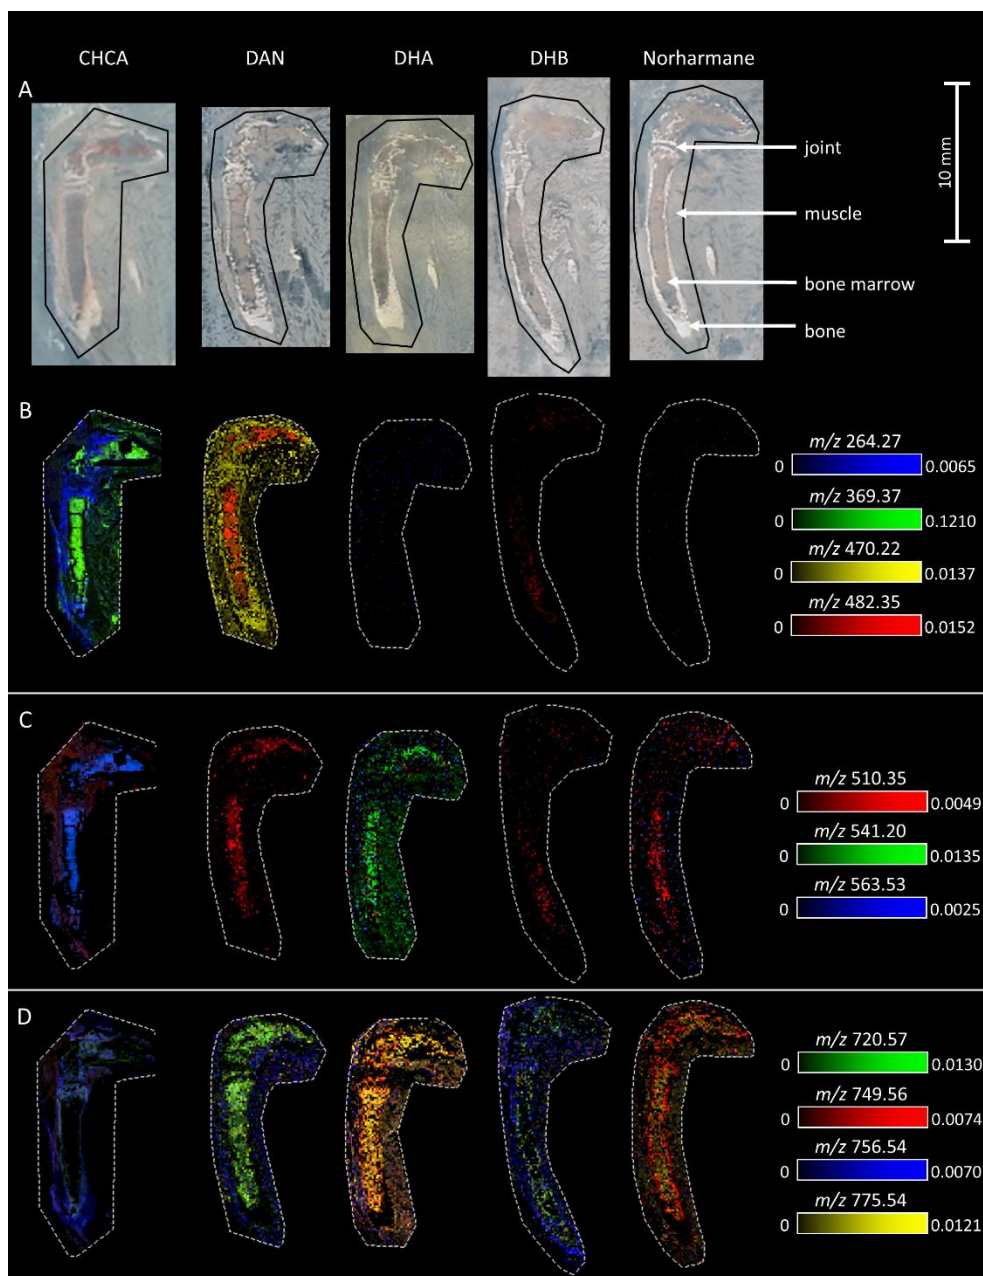 CHCA DAN DHA DHB Norharmane
A
joint
muscle
bone marrow
bone
10 mm
B
m/z 264.27
0 0.0065
m/z 369.37
0 0.1210
m/z 470.22
0 0.0137
m/z 482.35
0 0.0152
C
m/z 510.35
0 0.0049
m/z 541.20
0 0.0135
m/z 563.53
0 0.0025
D
m/z 720.57
0 0.0130
m/z 749.56
0 0.0074
m/z 756.54
0 0.0070
m/z 775.54
0 0.0121